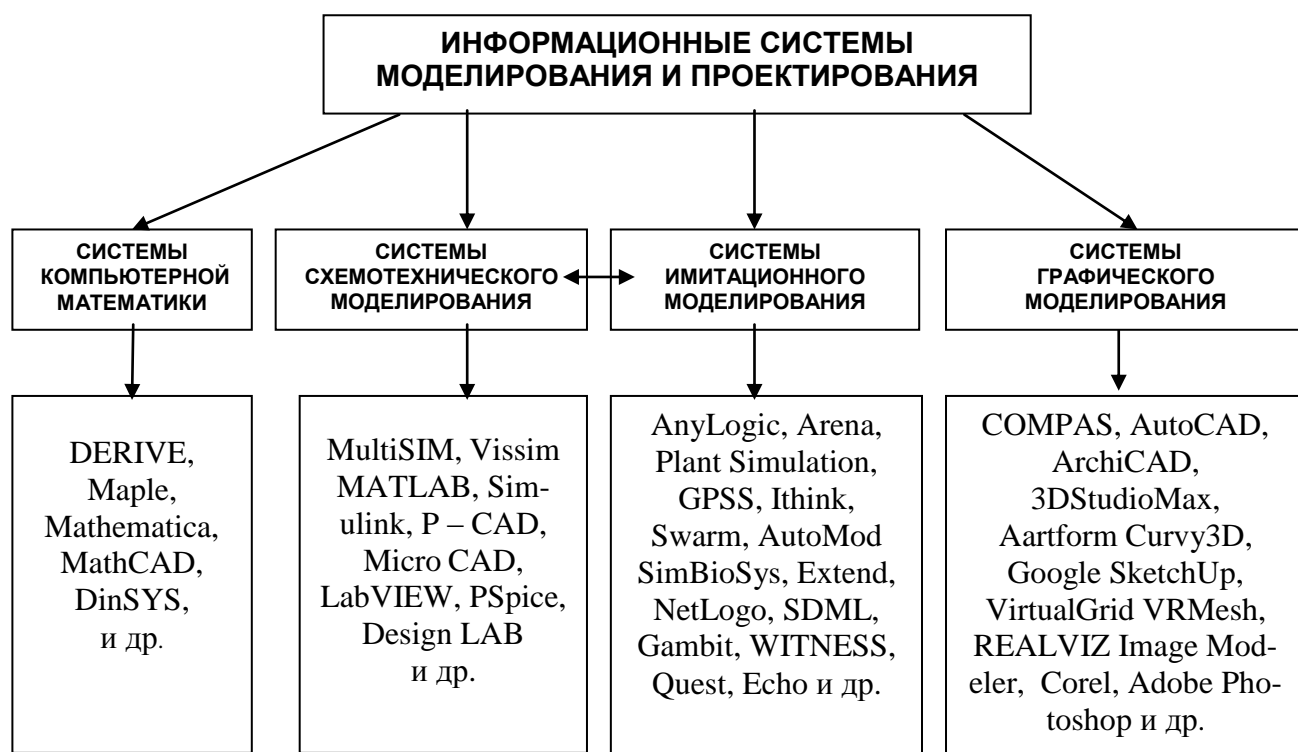 ИНФОРМАЦИОННЫЕ СИСТЕМЫ
МОДЕЛИРОВАНИЯ И ПРОЕКТИРОВАНИЯ
СИСТЕМЫ
КОМПЬЮТЕРНОЙ
МАТЕМАТИКИ
СИСТЕМЫ
СХЕМОТЕХНИЧЕСКОГО
МОДЕЛИРОВАНИЯ
СИСТЕМЫ
ИМИТАЦИОННОГО
МОДЕЛИРОВАНИЯ
СИСТЕМЫ
ГРАФИЧЕСКОГО
МОДЕЛИРОВАНИЯ
DERIVE,
Maple,
Mathematica,
MathCAD,
DinSYS,
и др.
MultiSIM, Vissim
MATLAB, Sim-
ulink, P – CAD,
Micro CAD,
LabVIEW, PSpice,
Design LAB
и др.
AnyLogic, Arena,
Plant Simulation,
GPSS, Ithink,
Swarm, AutoMod
SimBioSys, Extend,
NetLogo, SDML,
Gambit, WITNESS,
Quest, Echo и др.
COMPAS, AutoCAD,
ArchiCAD,
3DStudioMax,
Aartform Curvy3D,
Google SketchUp,
VirtualGrid VRMesh,
REALVIZ Image Mod-
eler, Corel, Adobe Pho-
toshop и др.